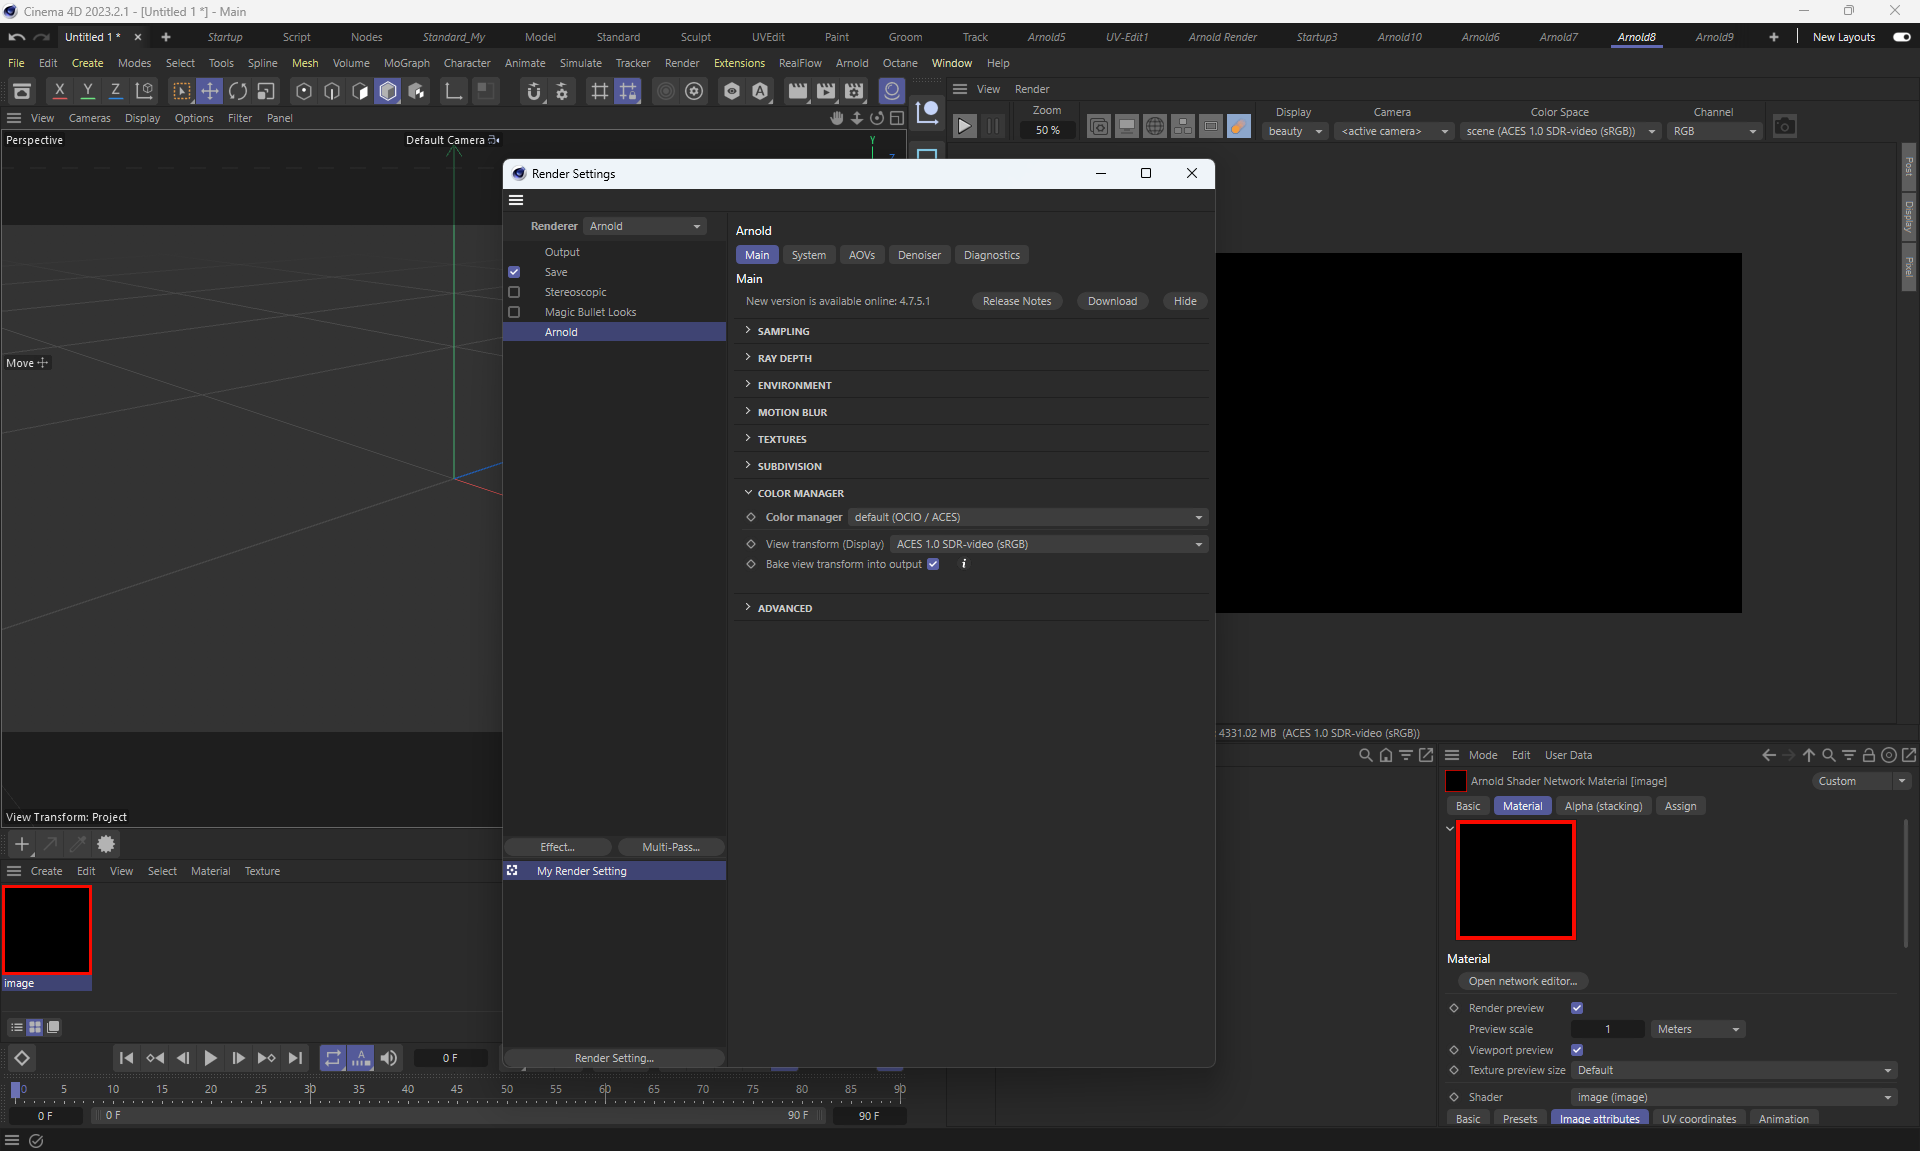 Cinema 4D 2023.2.1 - [Untitled 1 *] - Main
Untitled 1 * Startup Script Nodes Standard_My Model Standard Sculpt UVEdit Paint Groom Track Arnold5 UV-Edit1 Arnold Render Startup3 Arnold10 Arnold6 Arnold7 Arnold8 Arnold9 New Layouts
File Edit Create Modes Select Tools Spline Mesh Volume MoGraph Character Animate Simulate Tracker Render Extensions RealFlow Arnold Octane Window Help
X Y Z
View Render
Zoom Display Camera Color Space Channel
50 % beauty <active camera> scene (ACES 1.0 SDR-video (sRGB)) RGB
View Cameras Display Options Filter Panel
Perspective Default Camera Y
Z
Post
Display
Pixel
Move
View Transform: Project
Render Settings
Renderer Arnold
Output
Save
Stereoscopic
Magic Bullet Looks
Arnold
Arnold
Main System AOVs Denoiser Diagnostics
Main
New version is available online: 4.7.5.1 Release Notes Download Hide
SAMPLING
RAY DEPTH
ENVIRONMENT
MOTION BLUR
TEXTURES
SUBDIVISION
COLOR MANAGER
Color manager default (OCIO / ACES)
View transform (Display) ACES 1.0 SDR-video (sRGB)
Bake view transform into output i
ADVANCED
Effect... Multi-Pass...
My Render Setting
Render Setting...
4331.02 MB (ACES 1.0 SDR-video (sRGB))
Mode Edit User Data
Arnold Shader Network Material [image] Custom
Basic Material Alpha (stacking) Assign
Material
Open network editor...
Render preview
Preview scale 1 Meters
Viewport preview
Texture preview size Default
Shader image (image)
Basic Presets Image attributes UV coordinates Animation
Create Edit View Select Material Texture
image
A 0 F
0 5 10 15 20 25 30 35 40 45 50 55 60 65 70 75 80 85 90
0 F 0 F 90 F 90 F